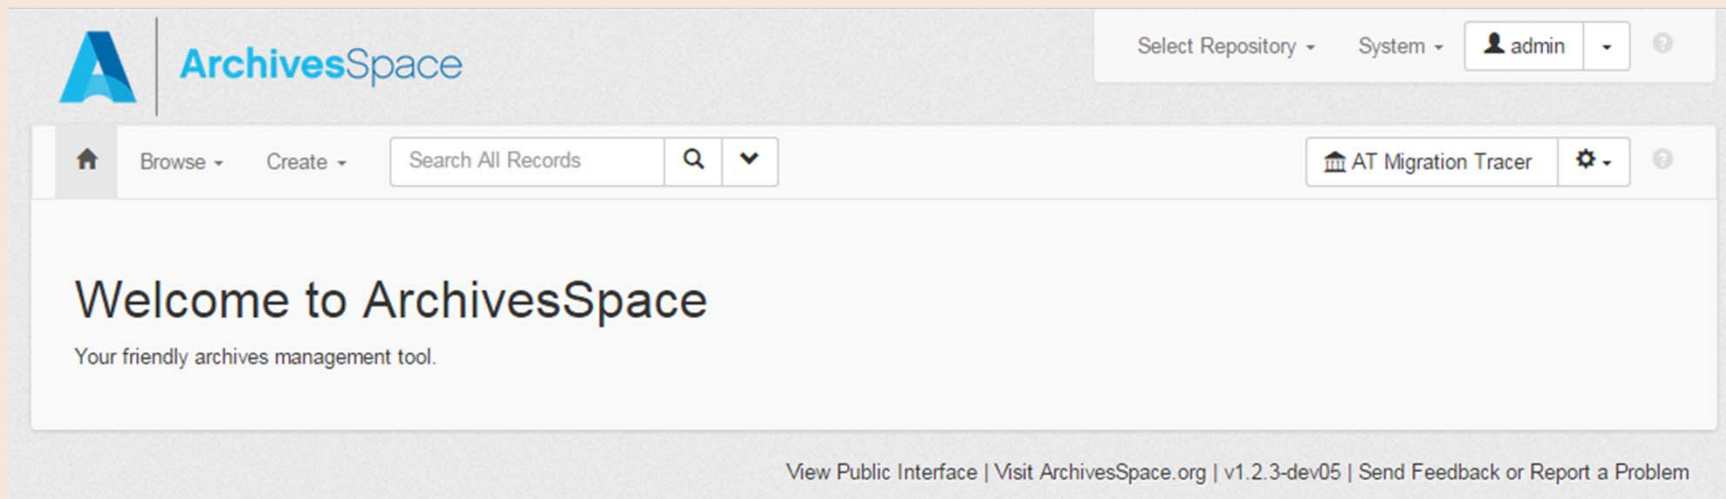 ArchivesSpace
Select Repository System admin
Browse Create Search All Records AT Migration Tracer
Welcome to ArchivesSpace
Your friendly archives management tool.
View Public Interface | Visit ArchivesSpace.org | v1.2.3-dev05 | Send Feedback or Report a Problem